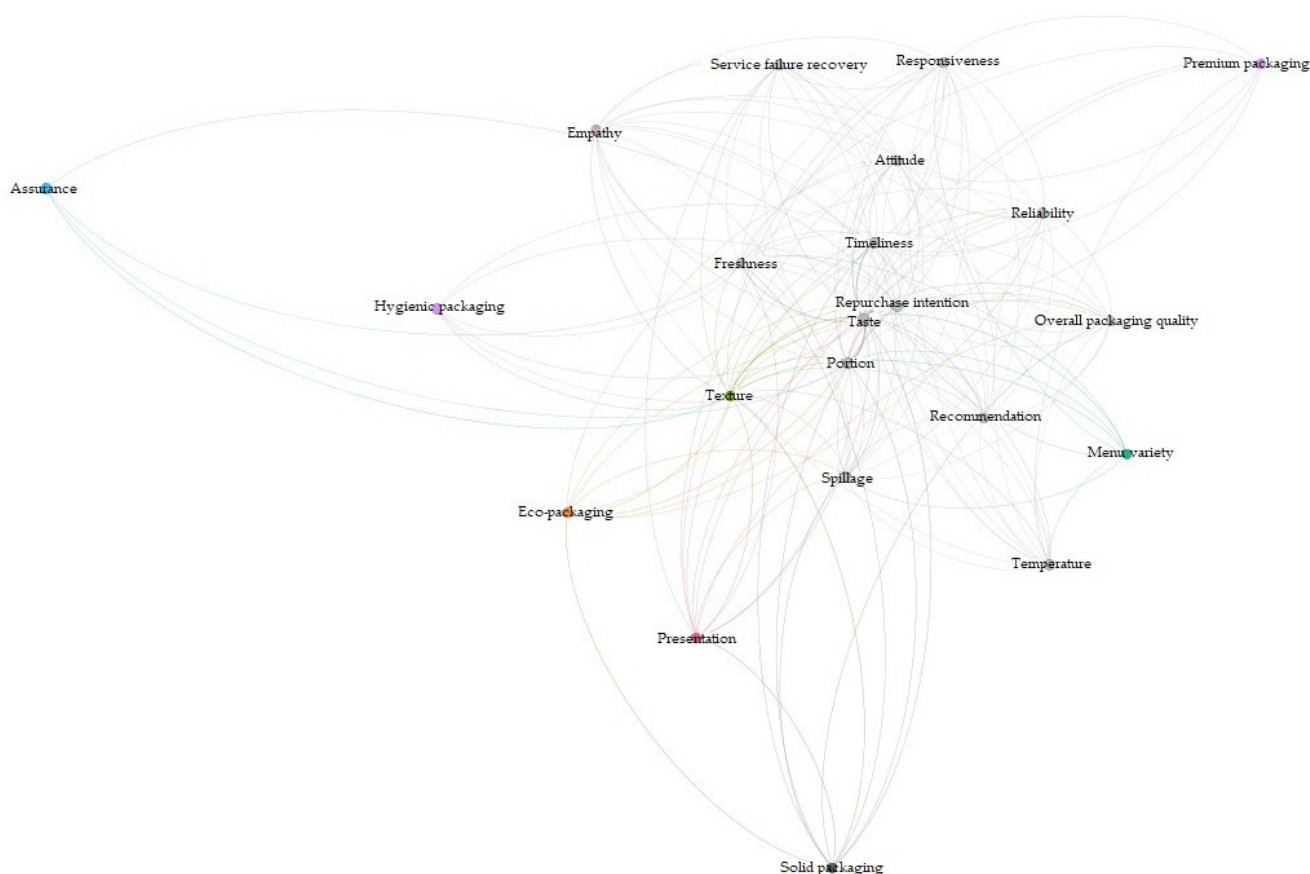 Service failure recovery
Responsiveness
Premium packaging
Empathy
Attitude
Assurance
Reliability
Timeliness
Freshness
Hygienic packaging
Repurchase intention
Taste
Overall packaging quality
Portion
Texture
Recommendation
Menu variety
Spillage
Eco-packaging
Temperature
Presentation
Solid packaging